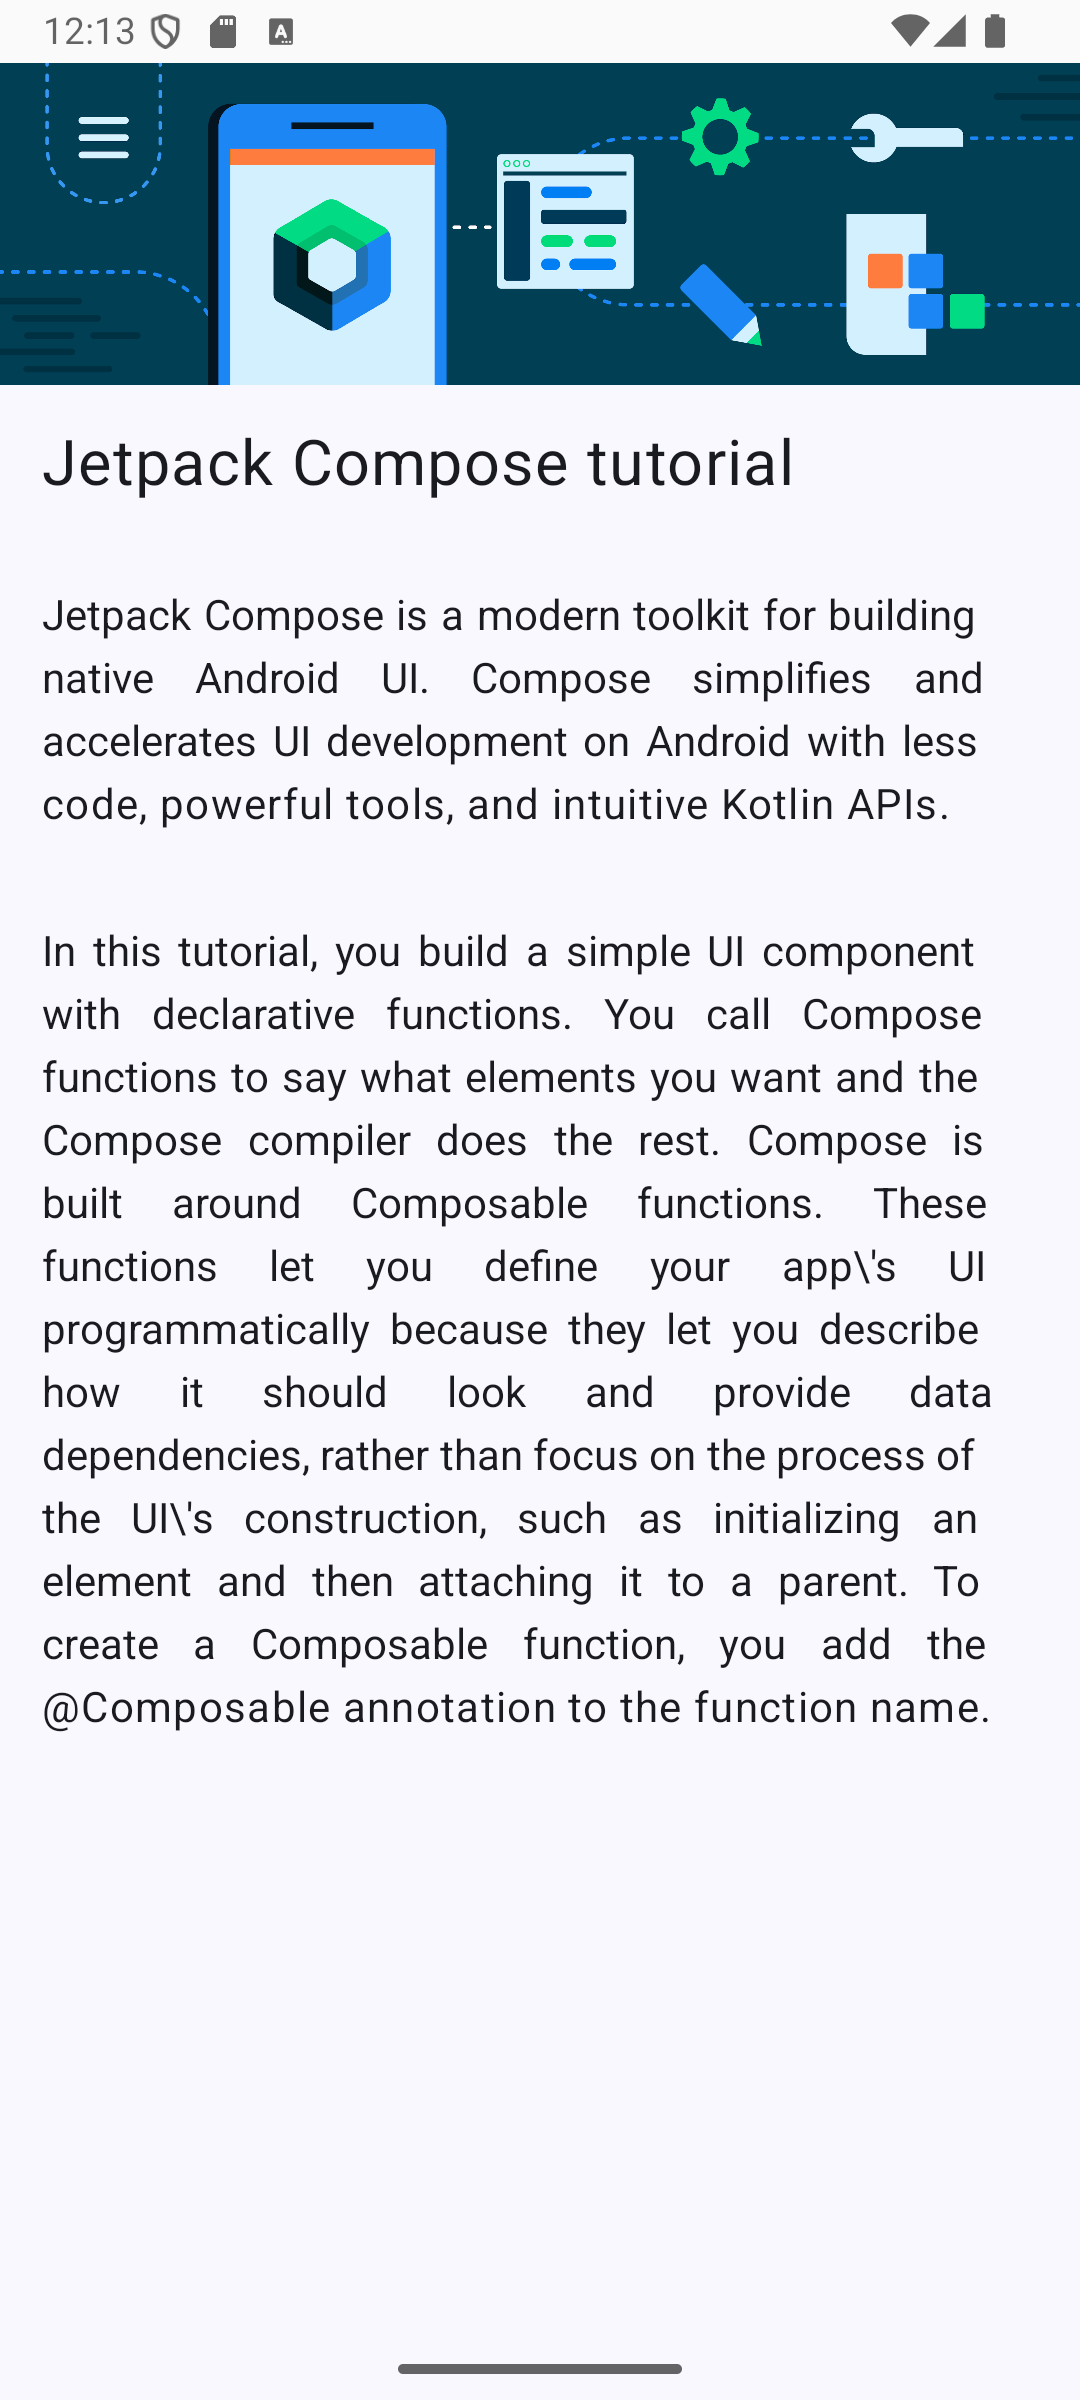 12:13
A
Jetpack Compose tutorial
Jetpack Compose is a modern toolkit for building
native Android UI. Compose simplifies and
accelerates UI development on Android with less
code, powerful tools, and intuitive Kotlin APIs.
In this tutorial, you build a simple UI component
with declarative functions. You call Compose
functions to say what elements you want and the
Compose compiler does the rest. Compose is
built around Composable functions. These
functions let you define your app\'s UI
programmatically because they let you describe
how it should look and provide data
dependencies, rather than focus on the process of
the UI\'s construction, such as initializing an
element and then attaching it to a parent. To
create a Composable function, you add the
@Composable annotation to the function name.